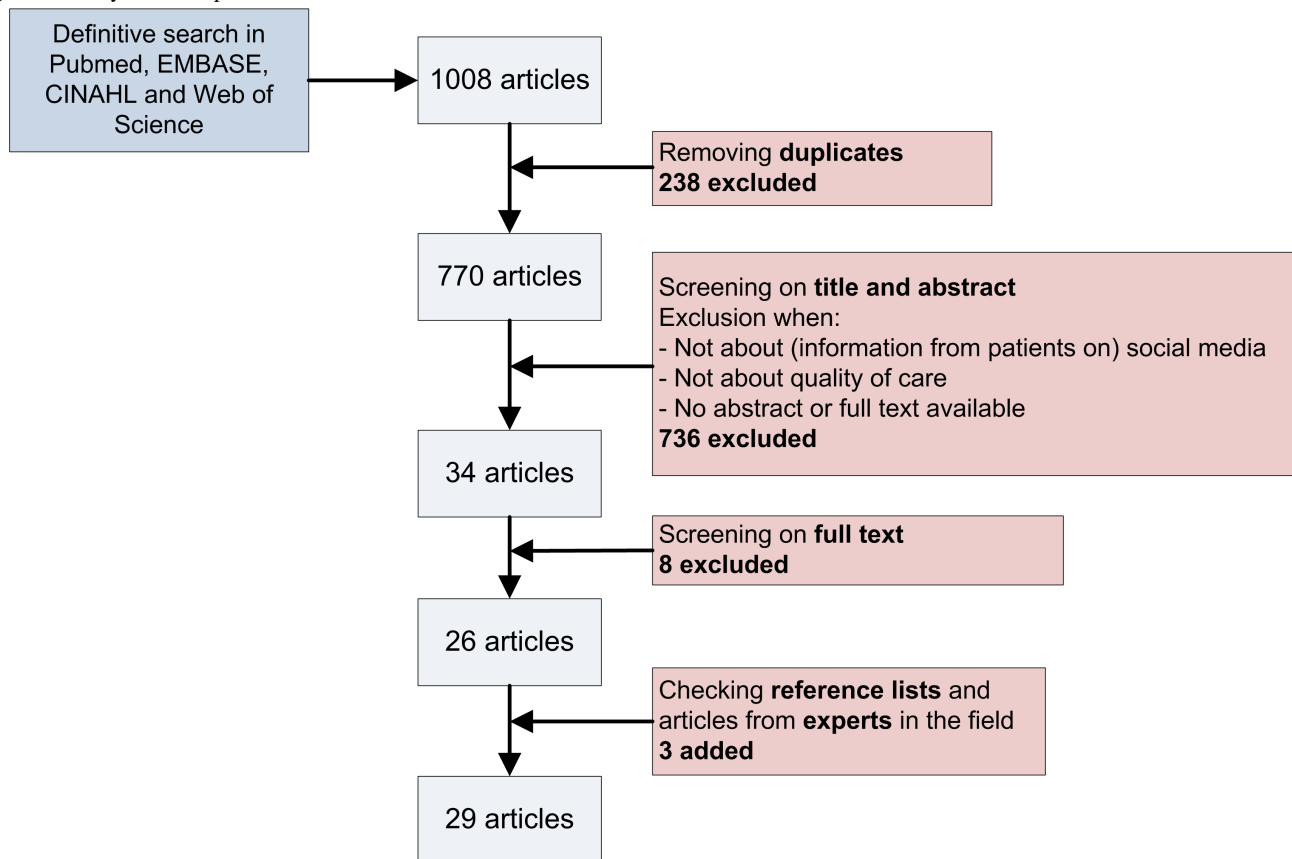 Definitive search in
Pubmed, EMBASE,
CINAHL and Web of
Science
1008 articles
Removing duplicates
238 excluded
770 articles
Screening on title and abstract
Exclusion when:
- Not about (information from patients on) social media
- Not about quality of care
- No abstract or full text available
736 excluded
34 articles
Screening on full text
8 excluded
26 articles
Checking reference lists and
articles from experts in the field
3 added
29 articles